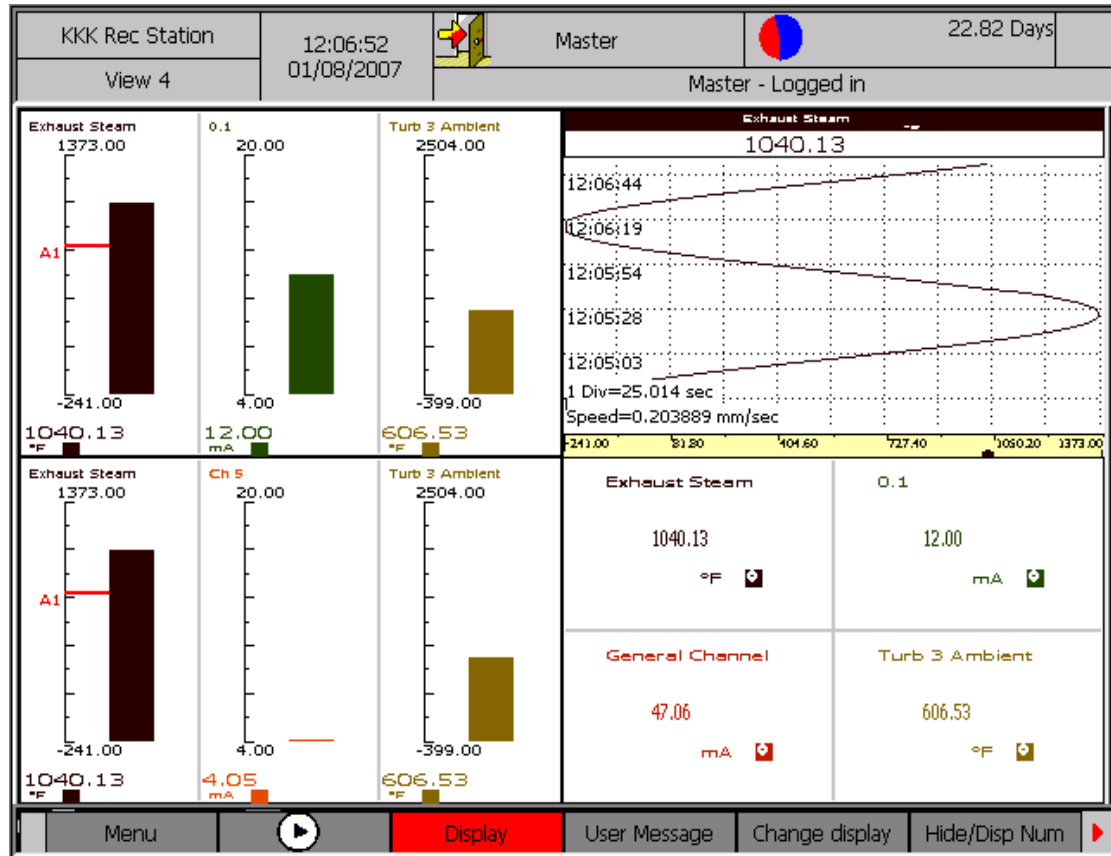 KKK Rec Station
View 4
12:06:52
01/08/2007
Master
22.82 Days
Master - Logged in
Exhaust Steam
1373.00
A1
-241.00
1040.13
°F
0.1
20.00
4.00
12.00
mA
Turb 3 Ambient
2504.00
-399.00
606.53
°F
Exhaust Steam
1040.13
12:06:44
12:06:19
12:05:54
12:05:28
12:05:03
1 Div=25.014 sec
Speed=0.203889 mm/sec
-241.00 81.80 404.60 727.40 1050.20 1373.00
Exhaust Steam
1373.00
A1
-241.00
1040.13
°F
Ch 5
20.00
4.00
4.05
mA
Turb 3 Ambient
2504.00
-399.00
606.53
°F
Exhaust Steam
1040.13
°F
0.1
12.00
mA
General Channel
47.06
mA
Turb 3 Ambient
606.53
°F
Menu
Display
User Message
Change display
Hide/Disp Num